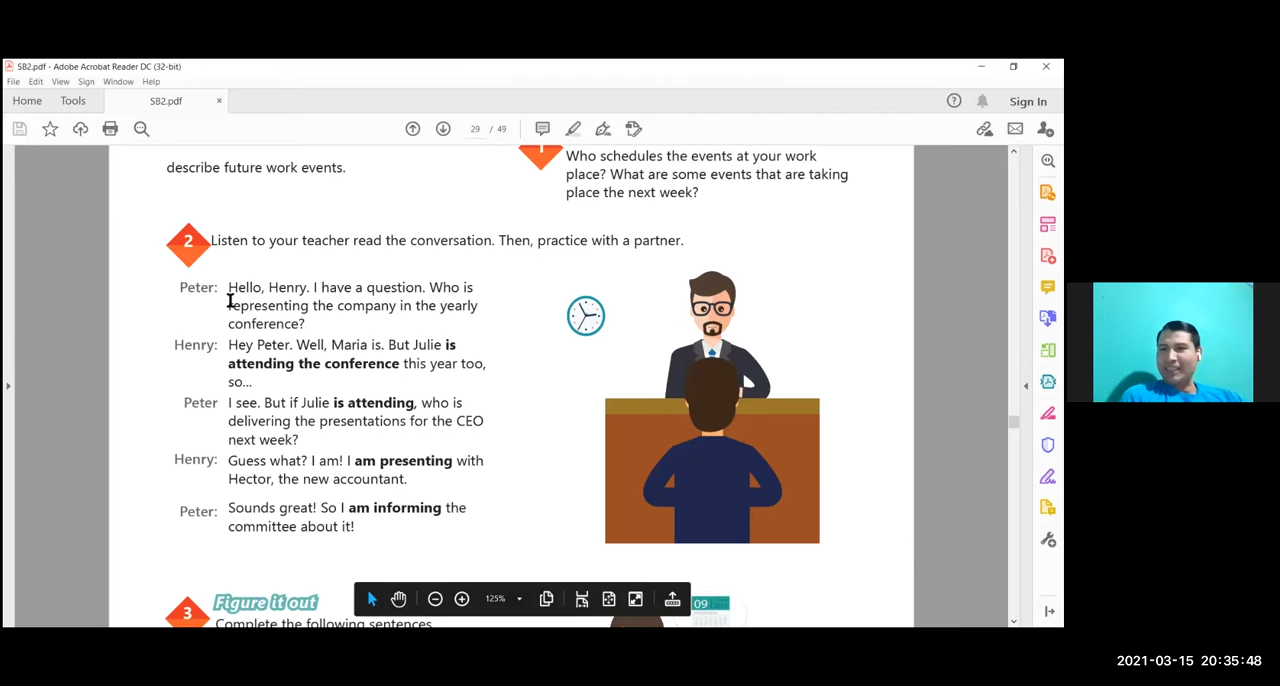 SB2.pdf - Adobe Acrobat Reader DC (32-bit)
File Edit View Sign Window Help
Home Tools SB2.pdf × Sign In
29 / 49
describe future work events.
1
Who schedules the events at your work
place? What are some events that are taking
place the next week?
2 Listen to your teacher read the conversation. Then, practice with a partner.
Peter: Hello, Henry. I have a question. Who is
representing the company in the yearly
conference?
Henry: Hey Peter. Well, Maria is. But Julie is
attending the conference this year too,
so...
Peter I see. But if Julie is attending, who is
delivering the presentations for the CEO
next week?
Henry: Guess what? I am! I am presenting with
Hector, the new accountant.
Peter: Sounds great! So I am informing the
committee about it!
3 Figure it out
Complete the following sentences
125%
09
2021-03-15 20:35:48